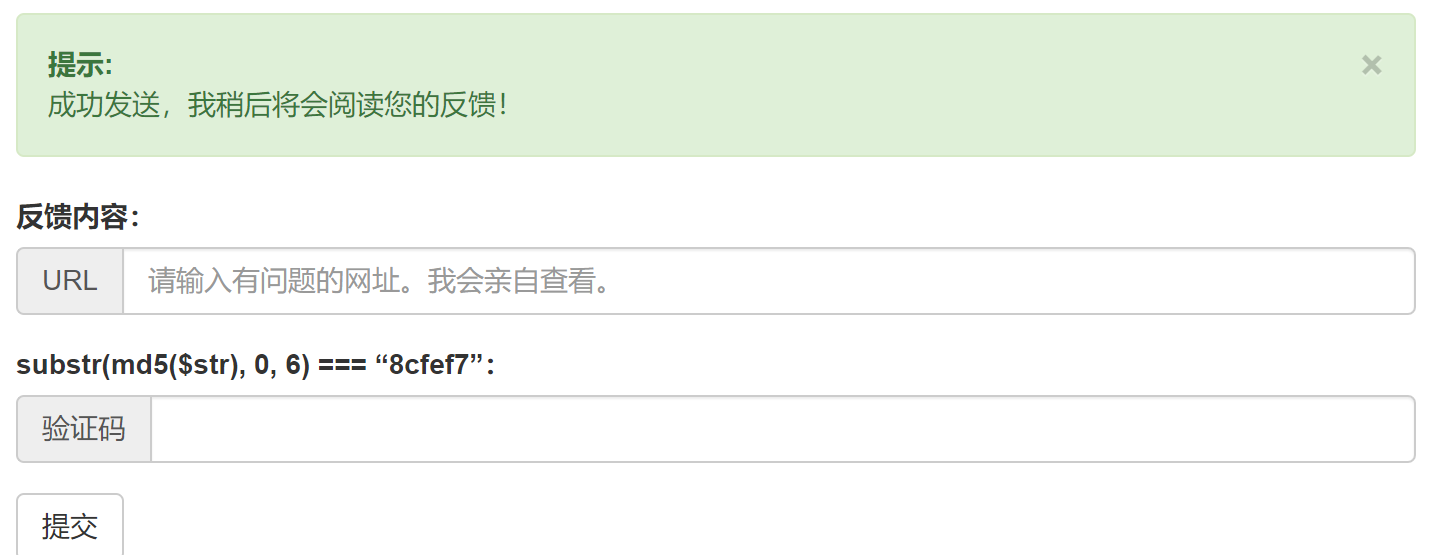 提示:
×
成功发送，我稍后将会阅读您的反馈！
反馈内容：
URL 请输入有问题的网址。我会亲自查看。
substr(md5($str), 0, 6) === “8cfef7”：
验证码
提交